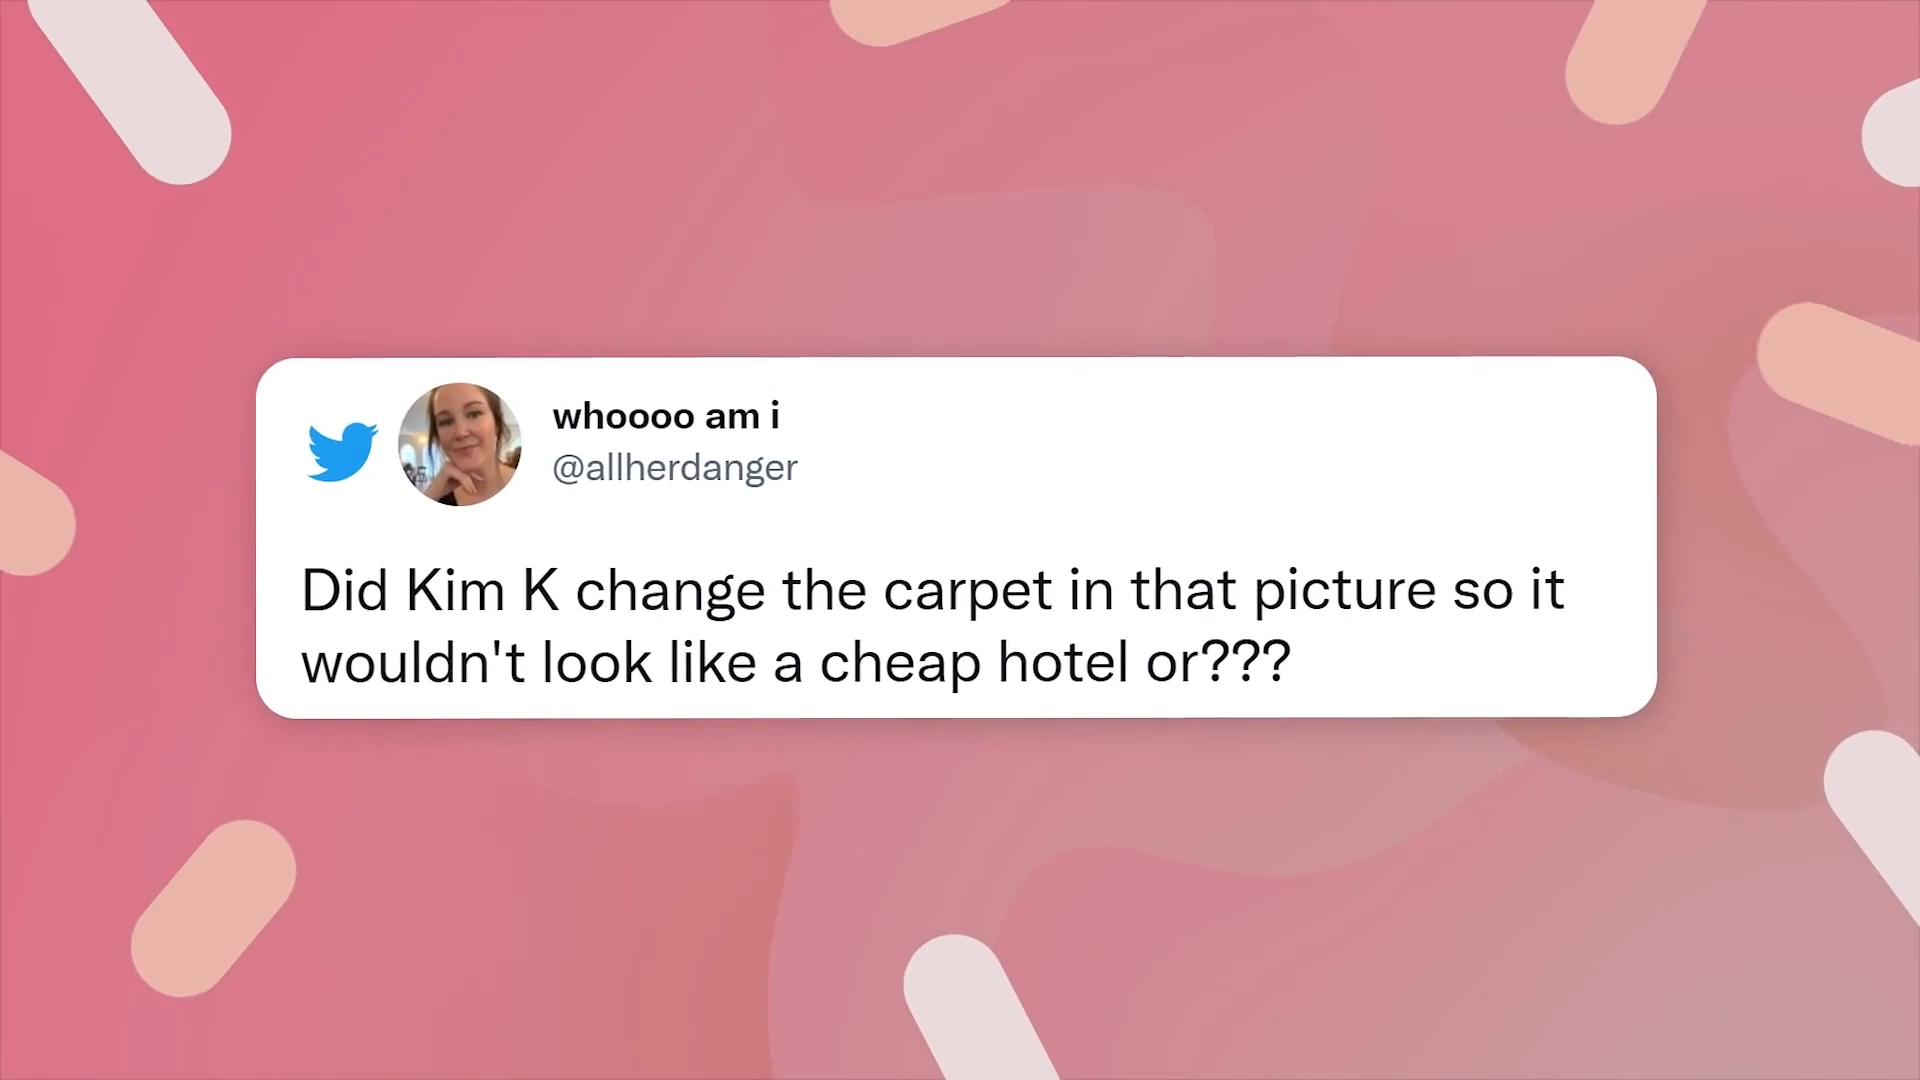 whoooo am i
@allherdanger
Did Kim K change the carpet in that picture so it
wouldn't look like a cheap hotel or???